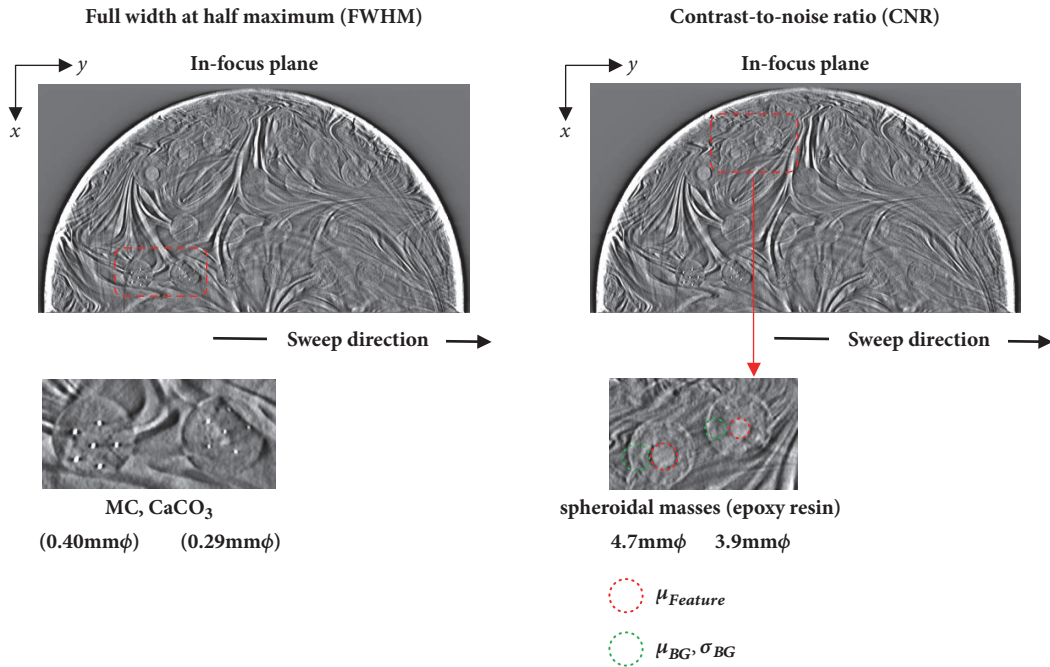 Full width at half maximum (FWHM)
y
In-focus plane
x
Sweep direction
MC, CaCO₃
(0.40mmϕ) (0.29mmϕ)
Contrast-to-noise ratio (CNR)
y
In-focus plane
x
Sweep direction
spheroidal masses (epoxy resin)
4.7mmϕ 3.9mmϕ
μFeature
μBG, σBG